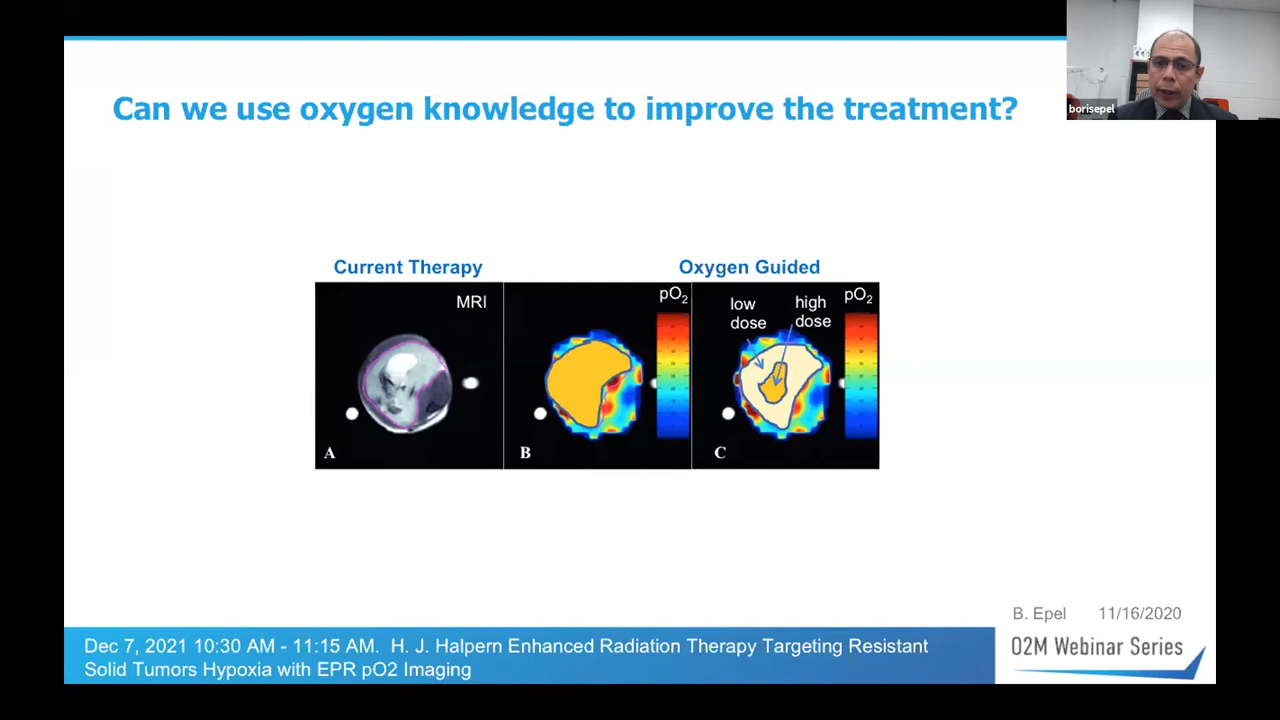 borisepel
Can we use oxygen knowledge to improve the treatment?
Current Therapy
Oxygen Guided
MRI
pO2
low
dose
high
dose
pO2
A
B
C
B. Epel 11/16/2020
Dec 7, 2021 10:30 AM - 11:15 AM. H. J. Halpern Enhanced Radiation Therapy Targeting Resistant
Solid Tumors Hypoxia with EPR pO2 Imaging
O2M Webinar Series